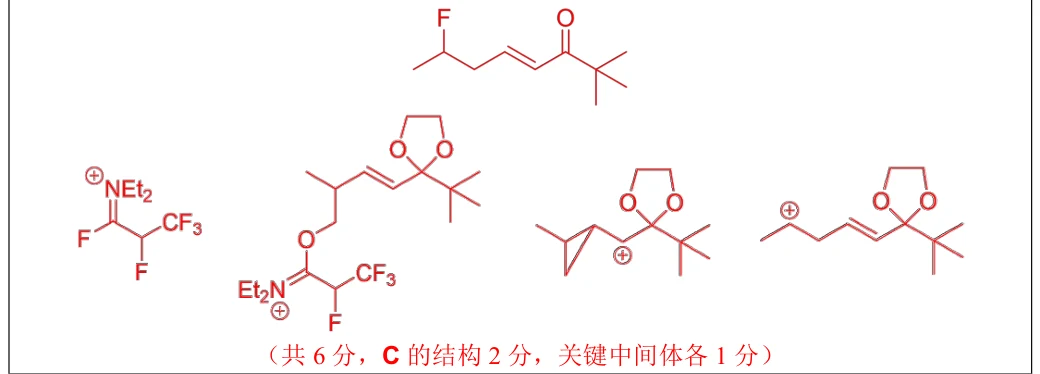 F O
O O
⊕
NEt₂
F CF₃
F
O
Et₂N CF₃
⊕ F
O O
⊕
⊕ O O
（共 6 分，C 的结构 2 分，关键中间体各 1 分）